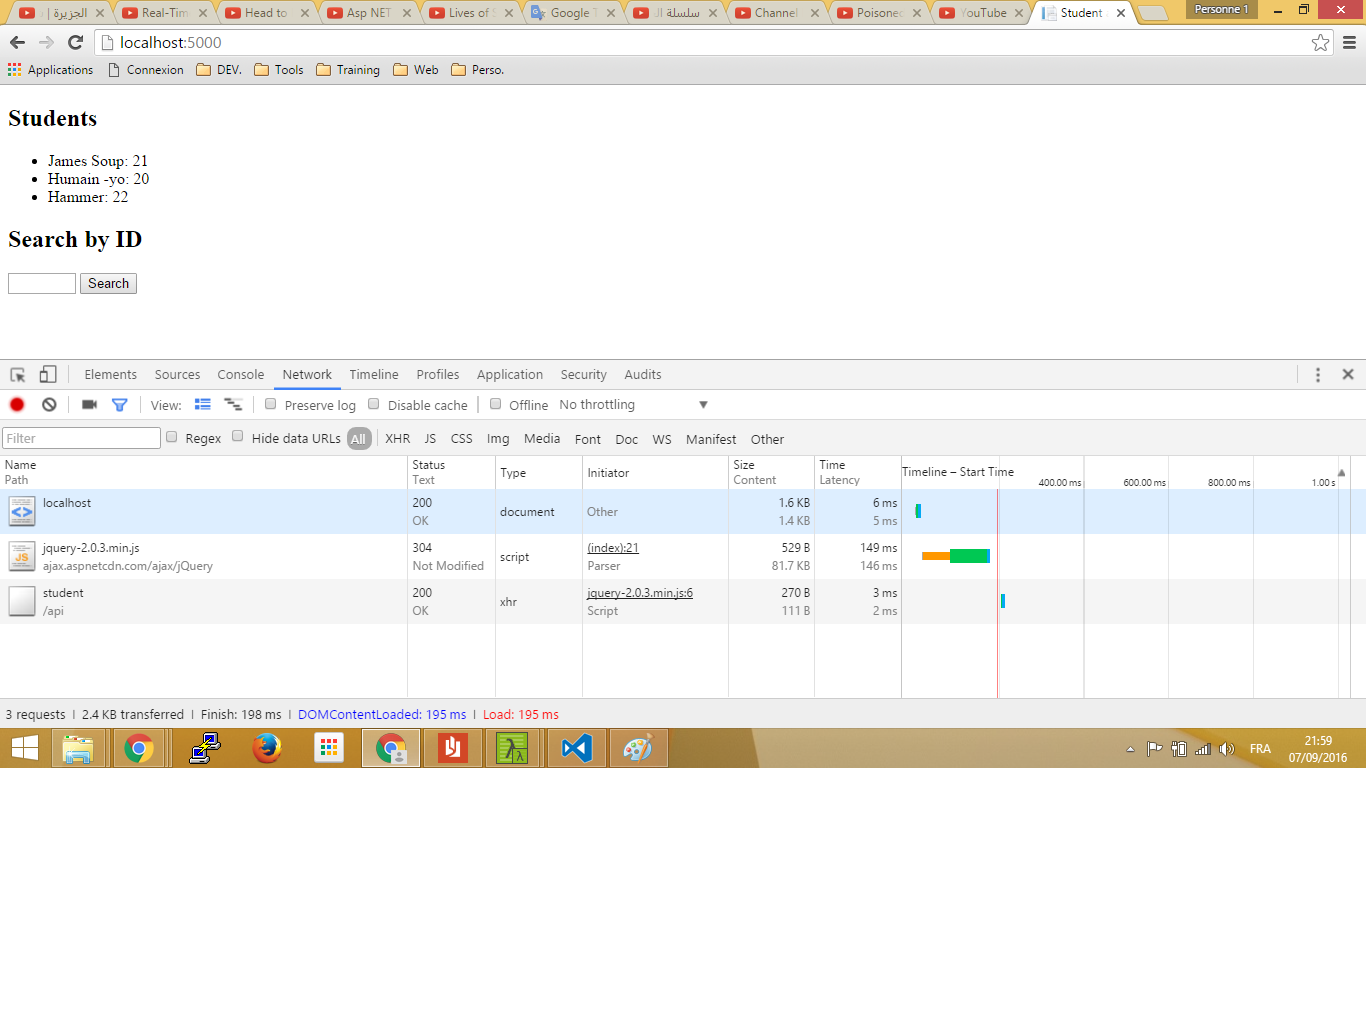 الجزيرة |
Real-Tim
Head to
Asp NET
Lives of S
Google T
سلسلة ال
Channel
Poisoned
YouTube
Student
Personne 1
localhost:5000
Applications
Connexion
DEV.
Tools
Training
Web
Perso.
Students
James Soup: 21
Humain -yo: 20
Hammer: 22
Search by ID
Search
Elements Sources Console Network Timeline Profiles Application Security Audits
View: Preserve log Disable cache Offline No throttling
Filter Regex Hide data URLs All XHR JS CSS Img Media Font Doc WS Manifest Other
Name Status Type Initiator Size Time Timeline – Start Time
Path Text Content Latency 400.00 ms 600.00 ms 800.00 ms 1.00 s
localhost 200 document Other 1.6 KB 6 ms
OK 1.4 KB 5 ms
jquery-2.0.3.min.js 304 script (index):21 529 B 149 ms
ajax.aspnetcdn.com/ajax/jQuery Not Modified Parser 81.7 KB 146 ms
student 200 xhr jquery-2.0.3.min.js:6 270 B 3 ms
/api OK Script 111 B 2 ms
3 requests | 2.4 KB transferred | Finish: 198 ms | DOMContentLoaded: 195 ms | Load: 195 ms
FRA
21:59
07/09/2016